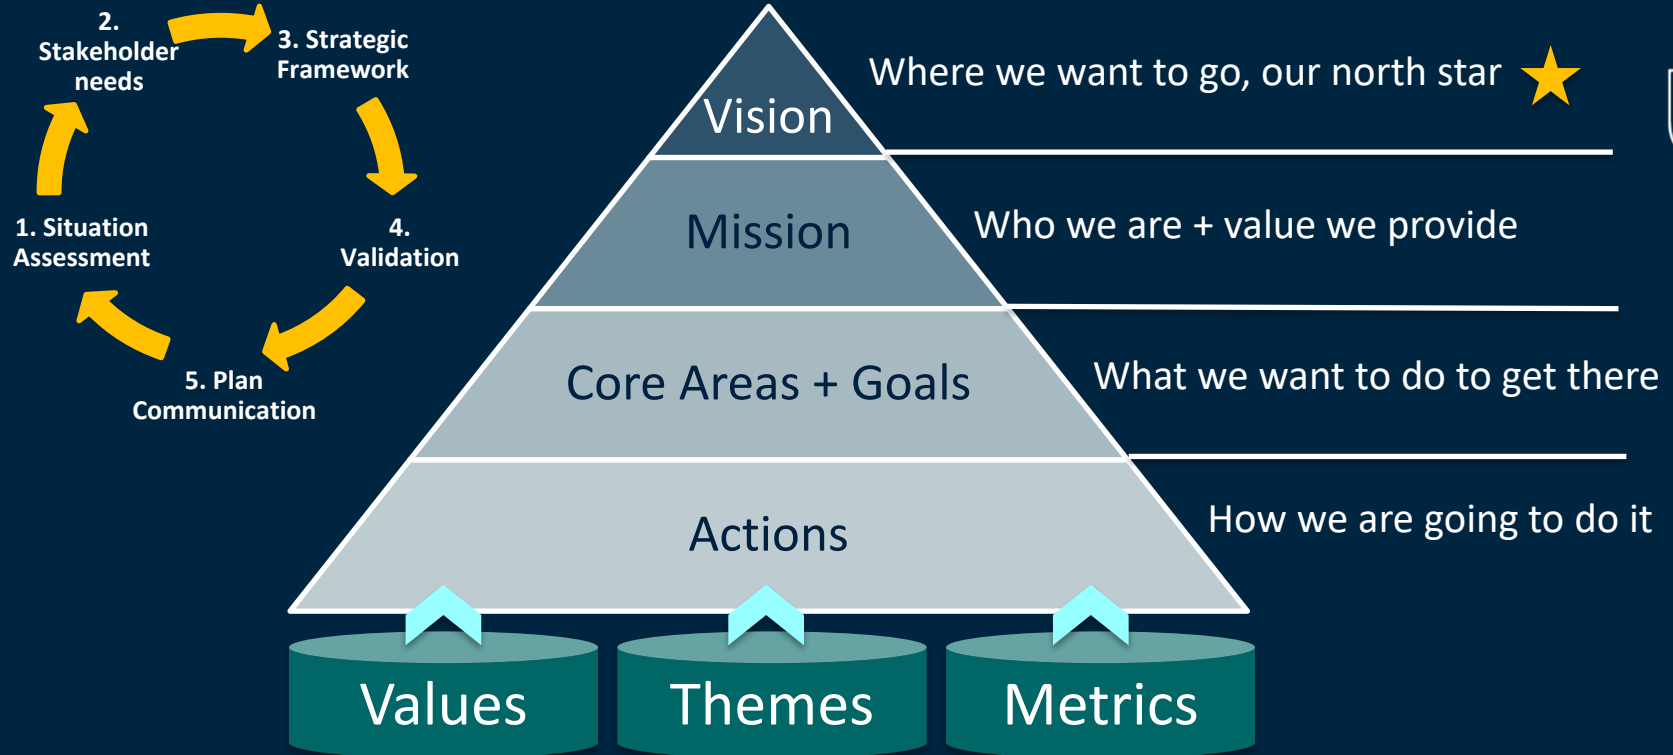 2.
Stakeholder
needs
3. Strategic
Framework
1. Situation
Assessment
4.
Validation
5. Plan
Communication
Vision
Where we want to go, our north star
Mission
Who we are + value we provide
Core Areas + Goals
What we want to do to get there
Actions
How we are going to do it
Values
Themes
Metrics